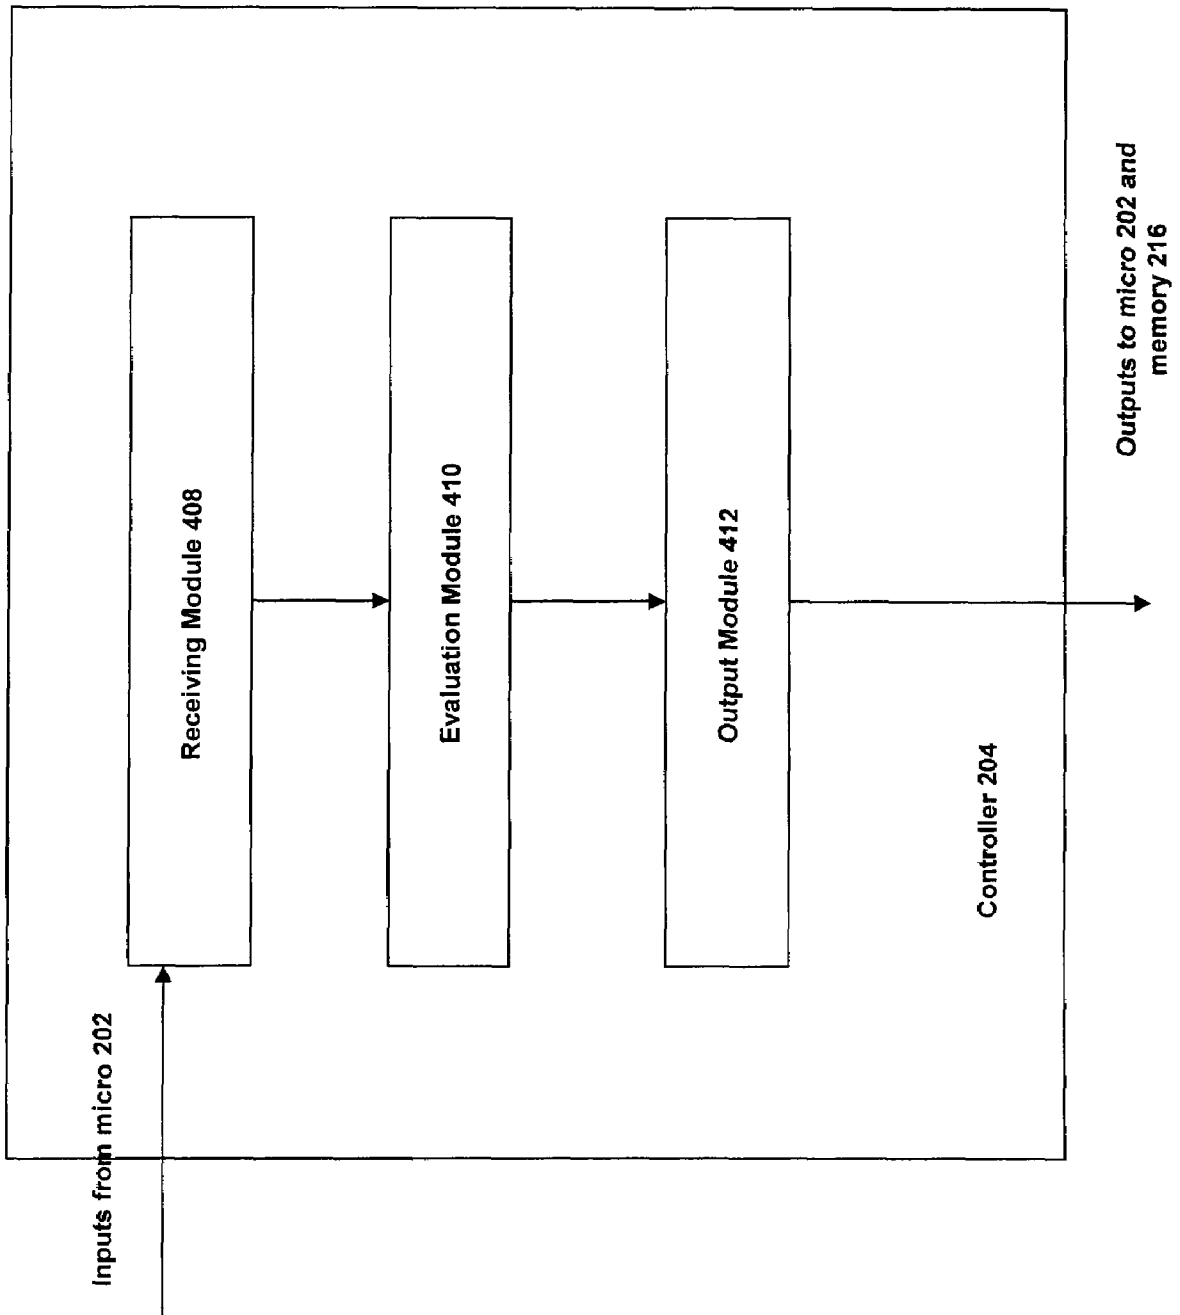 Inputs from micro 202
Receiving Module 408
Evaluation Module 410
Output Module 412
Controller 204
Outputs to micro 202 and
memory 216